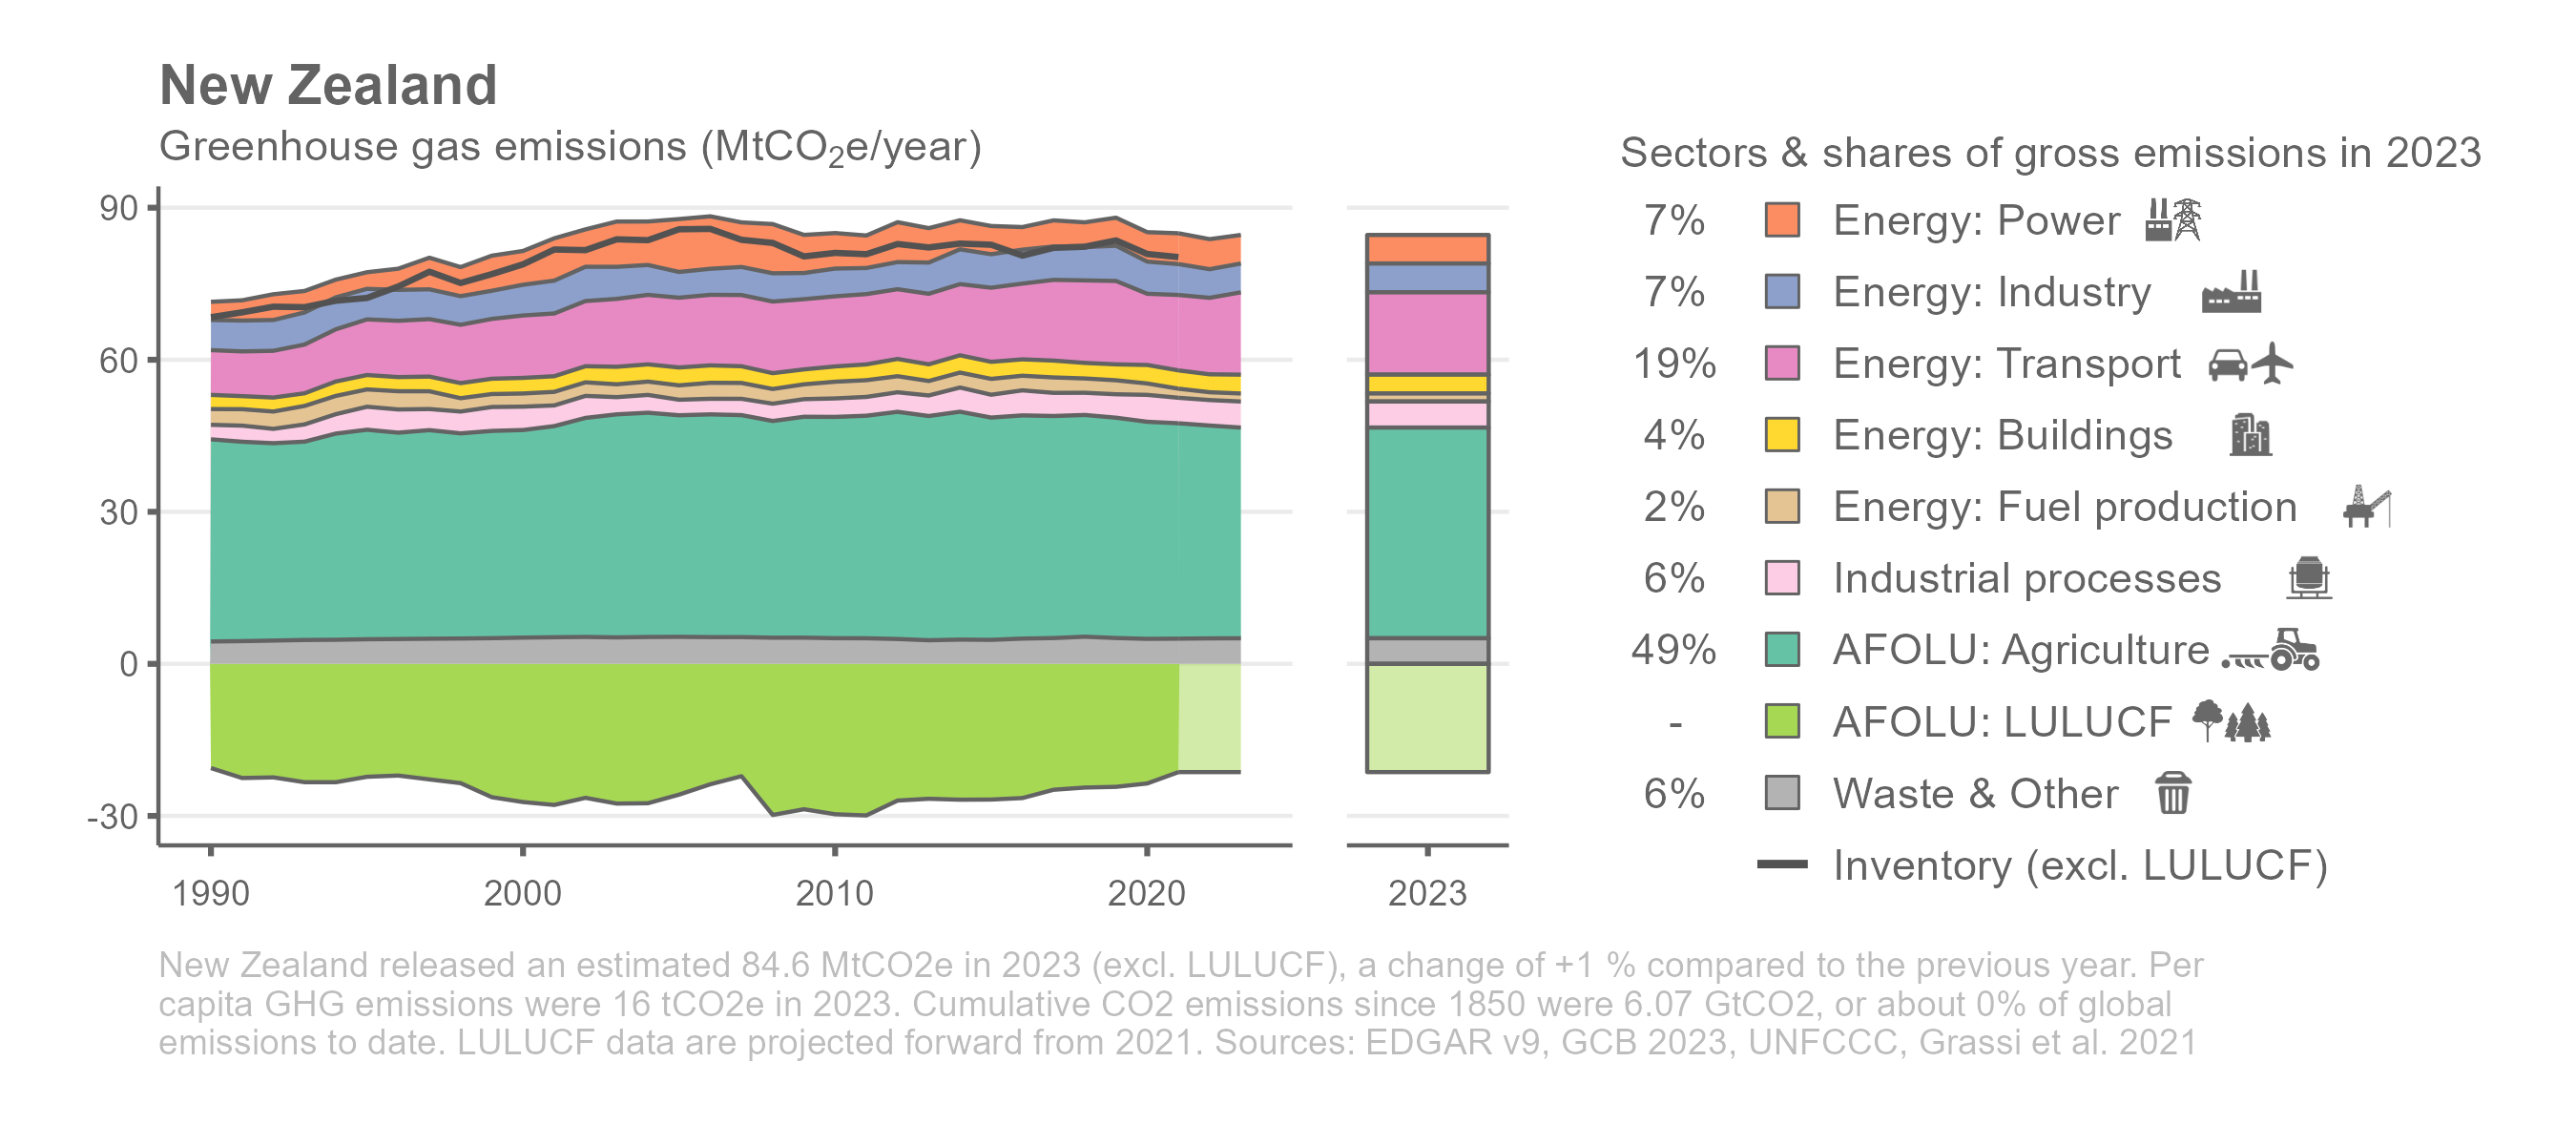 New Zealand
Greenhouse gas emissions (MtCO₂e/year)
90
60
30
0
-30
1990
2000
2010
2020
2023
Sectors & shares of gross emissions in 2023
7% Energy: Power
7% Energy: Industry
19% Energy: Transport
4% Energy: Buildings
2% Energy: Fuel production
6% Industrial processes
49% AFOLU: Agriculture
- AFOLU: LULUCF
6% Waste & Other
Inventory (excl. LULUCF)
New Zealand released an estimated 84.6 MtCO2e in 2023 (excl. LULUCF), a change of +1 % compared to the previous year. Per
capita GHG emissions were 16 tCO2e in 2023. Cumulative CO2 emissions since 1850 were 6.07 GtCO2, or about 0% of global
emissions to date. LULUCF data are projected forward from 2021. Sources: EDGAR v9, GCB 2023, UNFCCC, Grassi et al. 2021